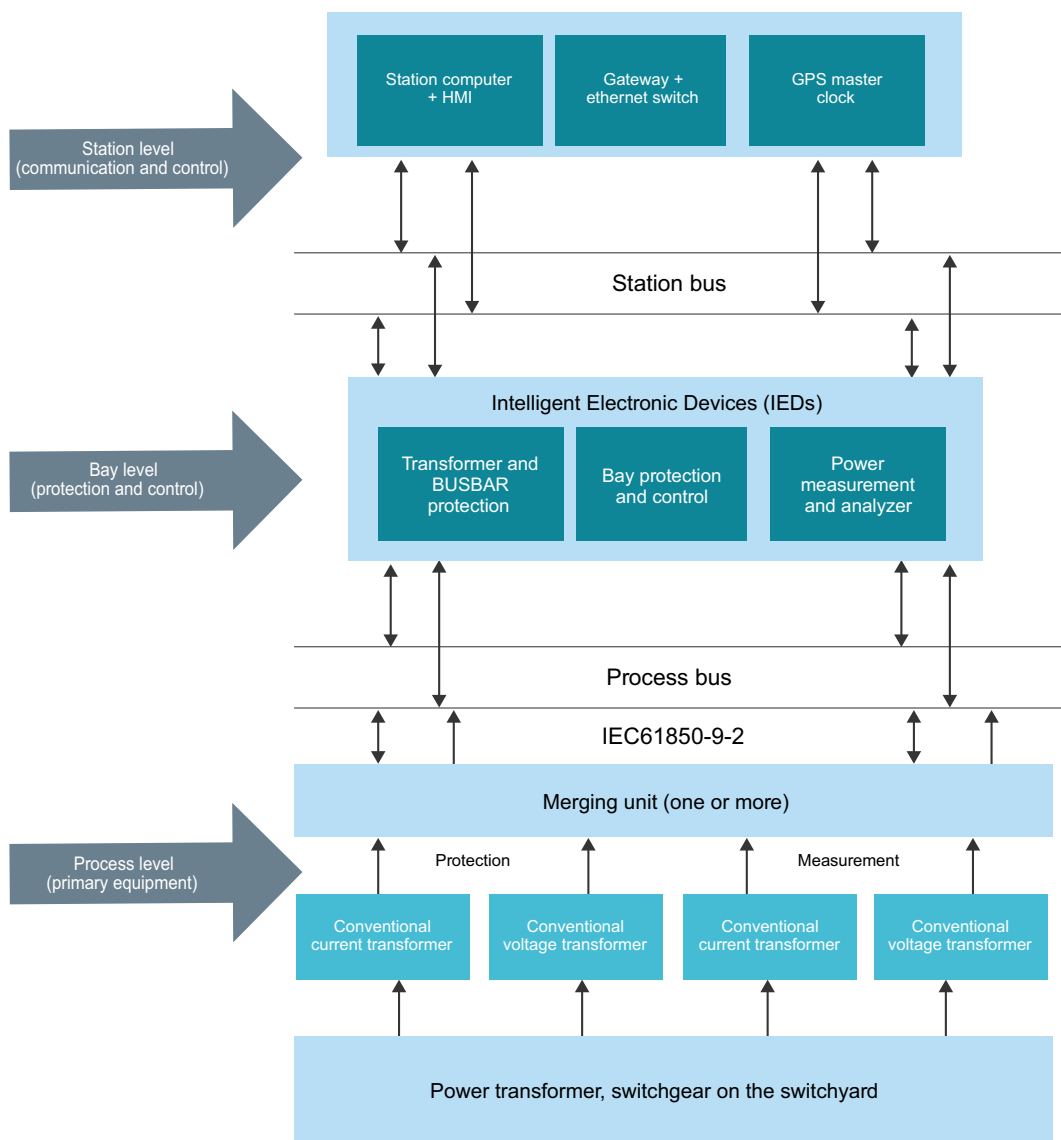 Station computer
+ HMI
Gateway +
ethernet switch
GPS master
clock
Station level
(communication and control)
Station bus
Intelligent Electronic Devices (IEDs)
Transformer and
BUSBAR
protection
Bay protection
and control
Power
measurement
and analyzer
Bay level
(protection and control)
Process bus
IEC61850-9-2
Merging unit (one or more)
Process level
(primary equipment)
Protection
Measurement
Conventional
current transformer
Conventional
voltage transformer
Conventional
current transformer
Conventional
voltage transformer
Power transformer, switchgear on the switchyard